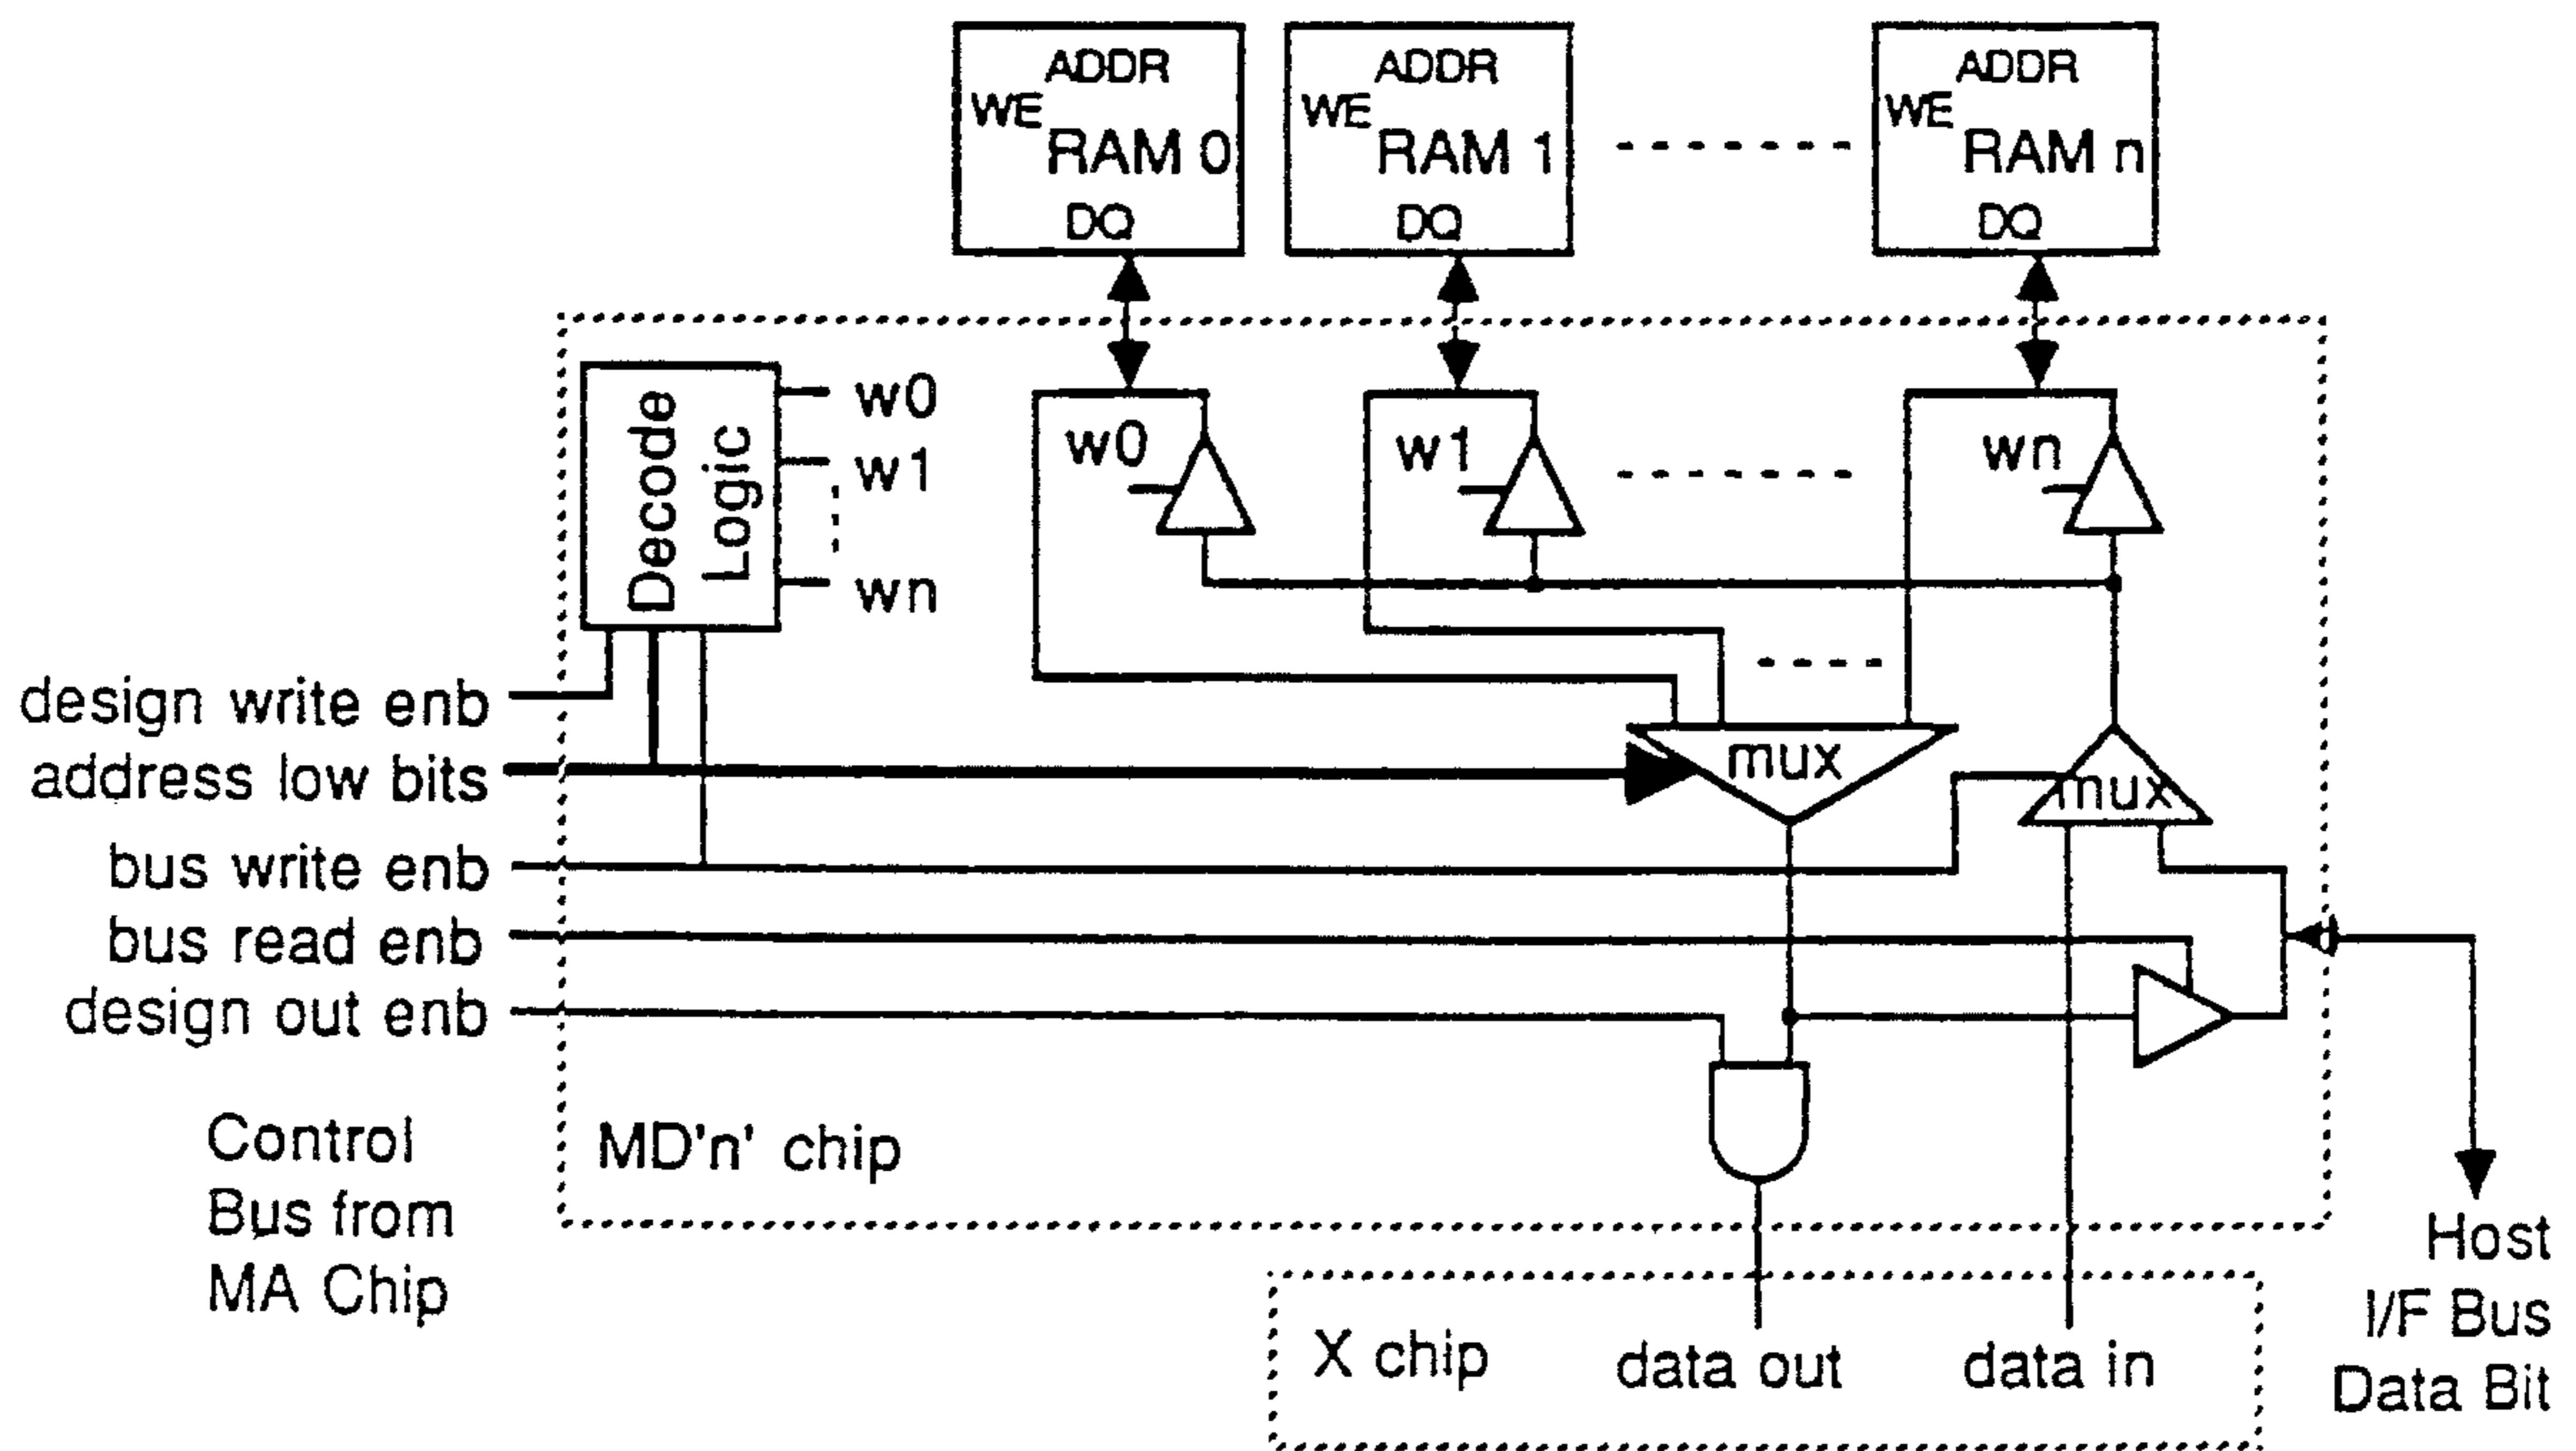 ADDR
WE
RAM 0
DQ
ADDR
WE
RAM 1
DQ
ADDR
WE
RAM n
DQ
Decode
Logic
w0
w1
wn
w0
w1
wn
design write enb
address low bits
bus write enb
bus read enb
design out enb
mux
mux
Control
Bus from
MA Chip
MD'n' chip
X chip
data out
data in
Host
I/F Bus
Data Bit